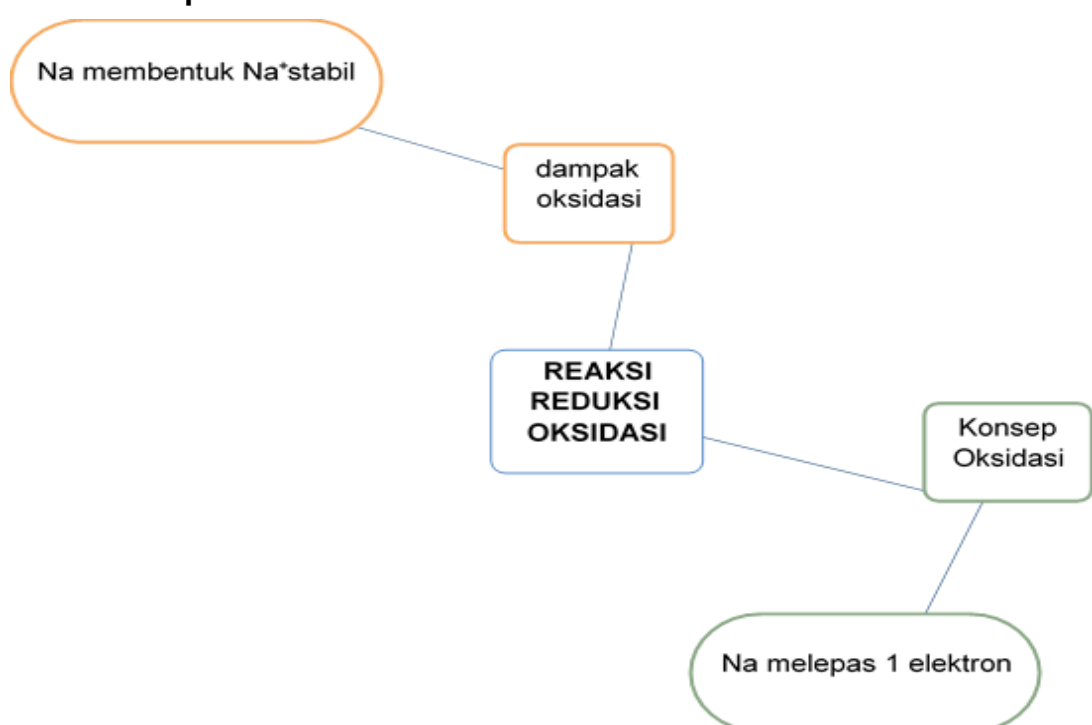 Na membentuk Na⁺stabil
dampak
oksidasi
REAKSI
REDUKSI
OKSIDASI
Konsep
Oksidasi
Na melepas 1 elektron